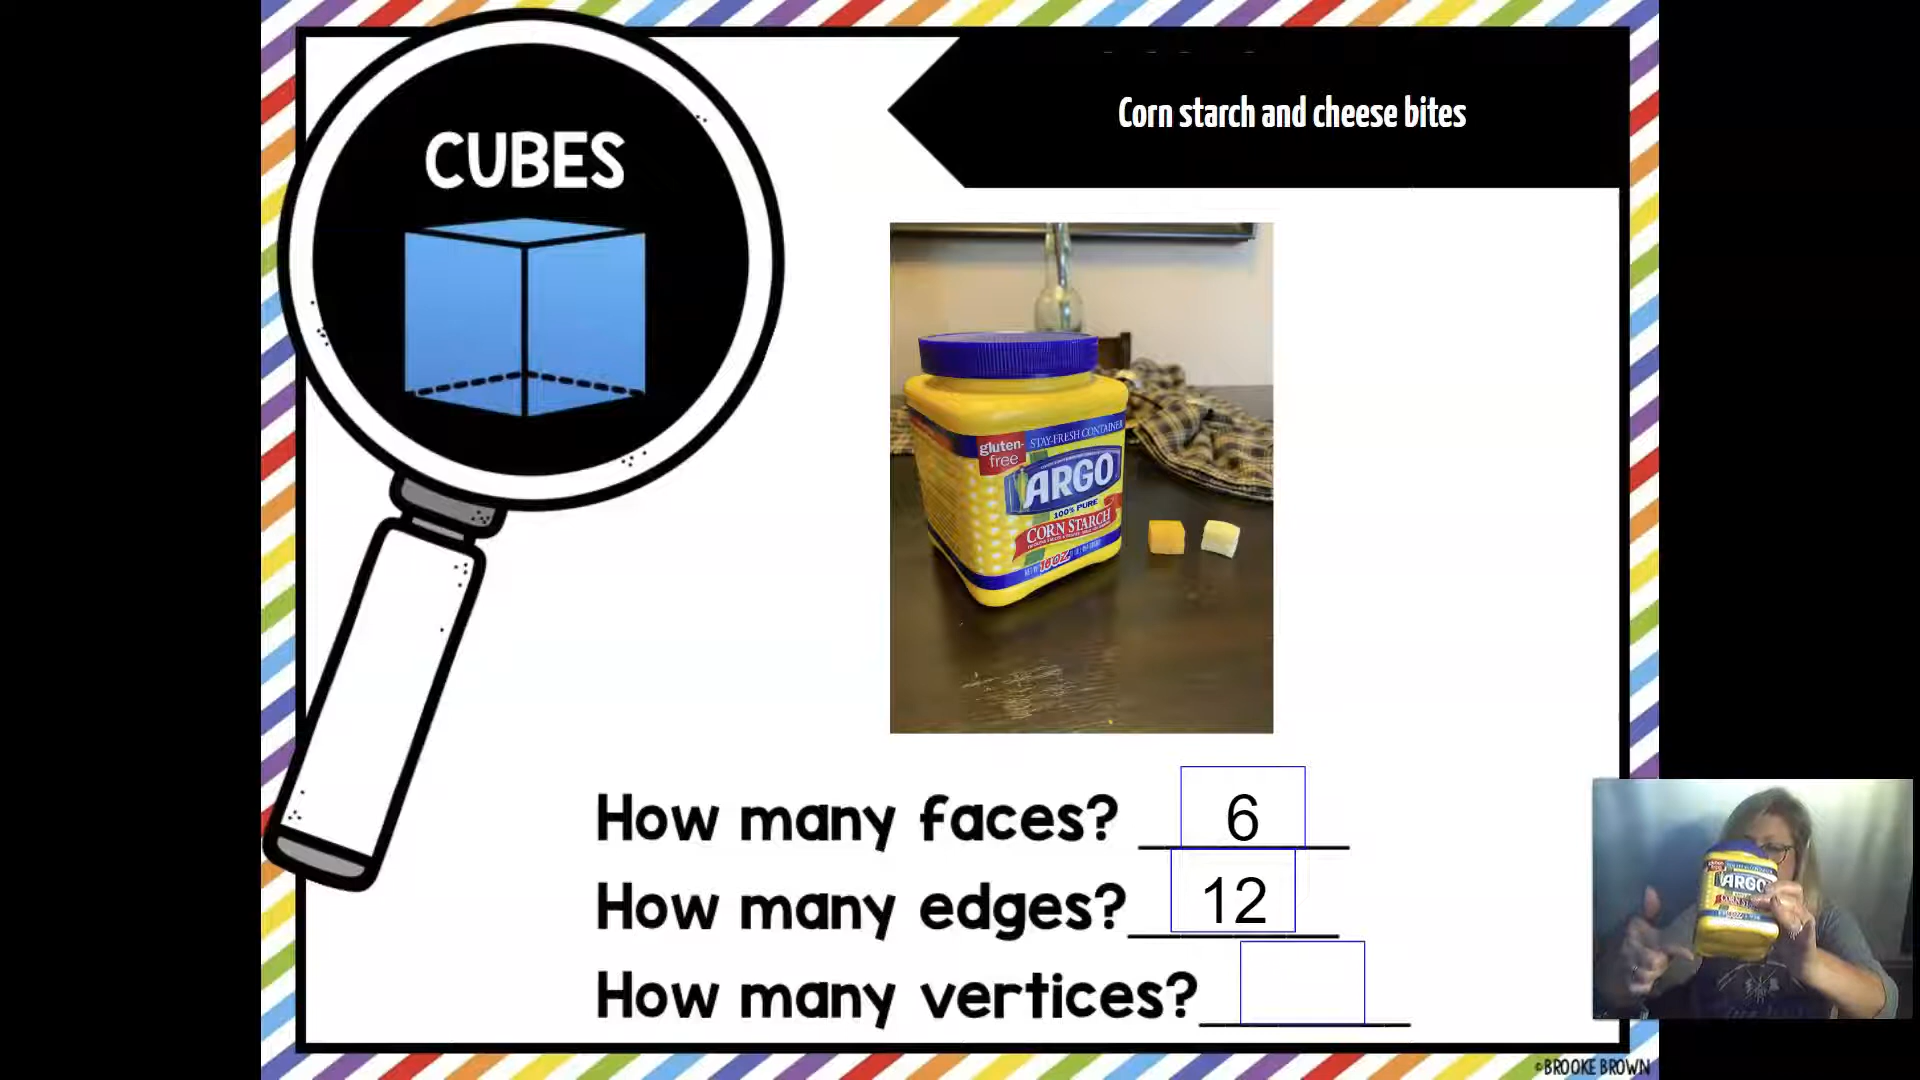 CUBES
Corn starch and cheese bites
gluten-
free
STAY-FRESH CONTAINER
ARGO
100% PURE
CORN STARCH
How many faces? 6
How many edges? 12
How many vertices?
ARGO
©BROOKE BROWN